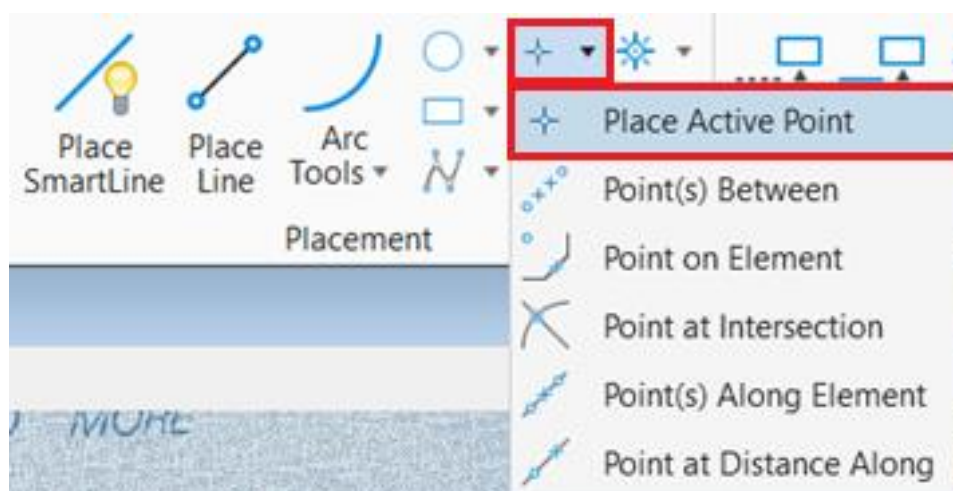 Place
SmartLine
Place
Line
Arc
Tools
Placement
Place Active Point
Point(s) Between
Point on Element
Point at Intersection
Point(s) Along Element
Point at Distance Along
MORE